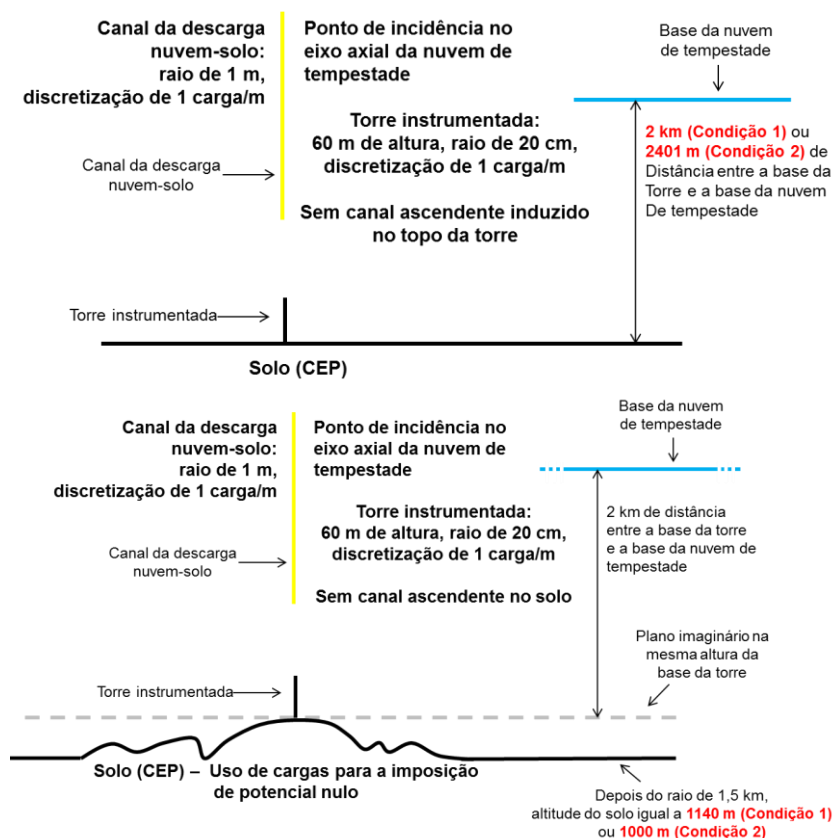 Canal da descarga
nuvem-solo:
raio de 1 m,
discretização de 1 carga/m
Ponto de incidência no
eixo axial da nuvem de
tempestade
Base da nuvem
de tempestade
Torre instrumentada:
60 m de altura, raio de 20 cm,
discretização de 1 carga/m
2 km (Condição 1) ou
2401 m (Condição 2) de
Distância entre a base da
Torre e a base da nuvem
De tempestade
Canal da descarga
nuvem-solo
Sem canal ascendente induzido
no topo da torre
Torre instrumentada
Solo (CEP)
Canal da descarga
nuvem-solo:
raio de 1 m,
discretização de 1 carga/m
Ponto de incidência no
eixo axial da nuvem de
tempestade
Base da nuvem
de tempestade
Torre instrumentada:
60 m de altura, raio de 20 cm,
discretização de 1 carga/m
2 km de distância
entre a base da torre
e a base da nuvem de
tempestade
Canal da descarga
nuvem-solo
Sem canal ascendente no solo
Plano imaginário na
mesma altura da
base da torre
Torre instrumentada
Solo (CEP) – Uso de cargas para a imposição
de potencial nulo
Depois do raio de 1,5 km,
altitude do solo igual a 1140 m (Condição 1)
ou 1000 m (Condição 2)